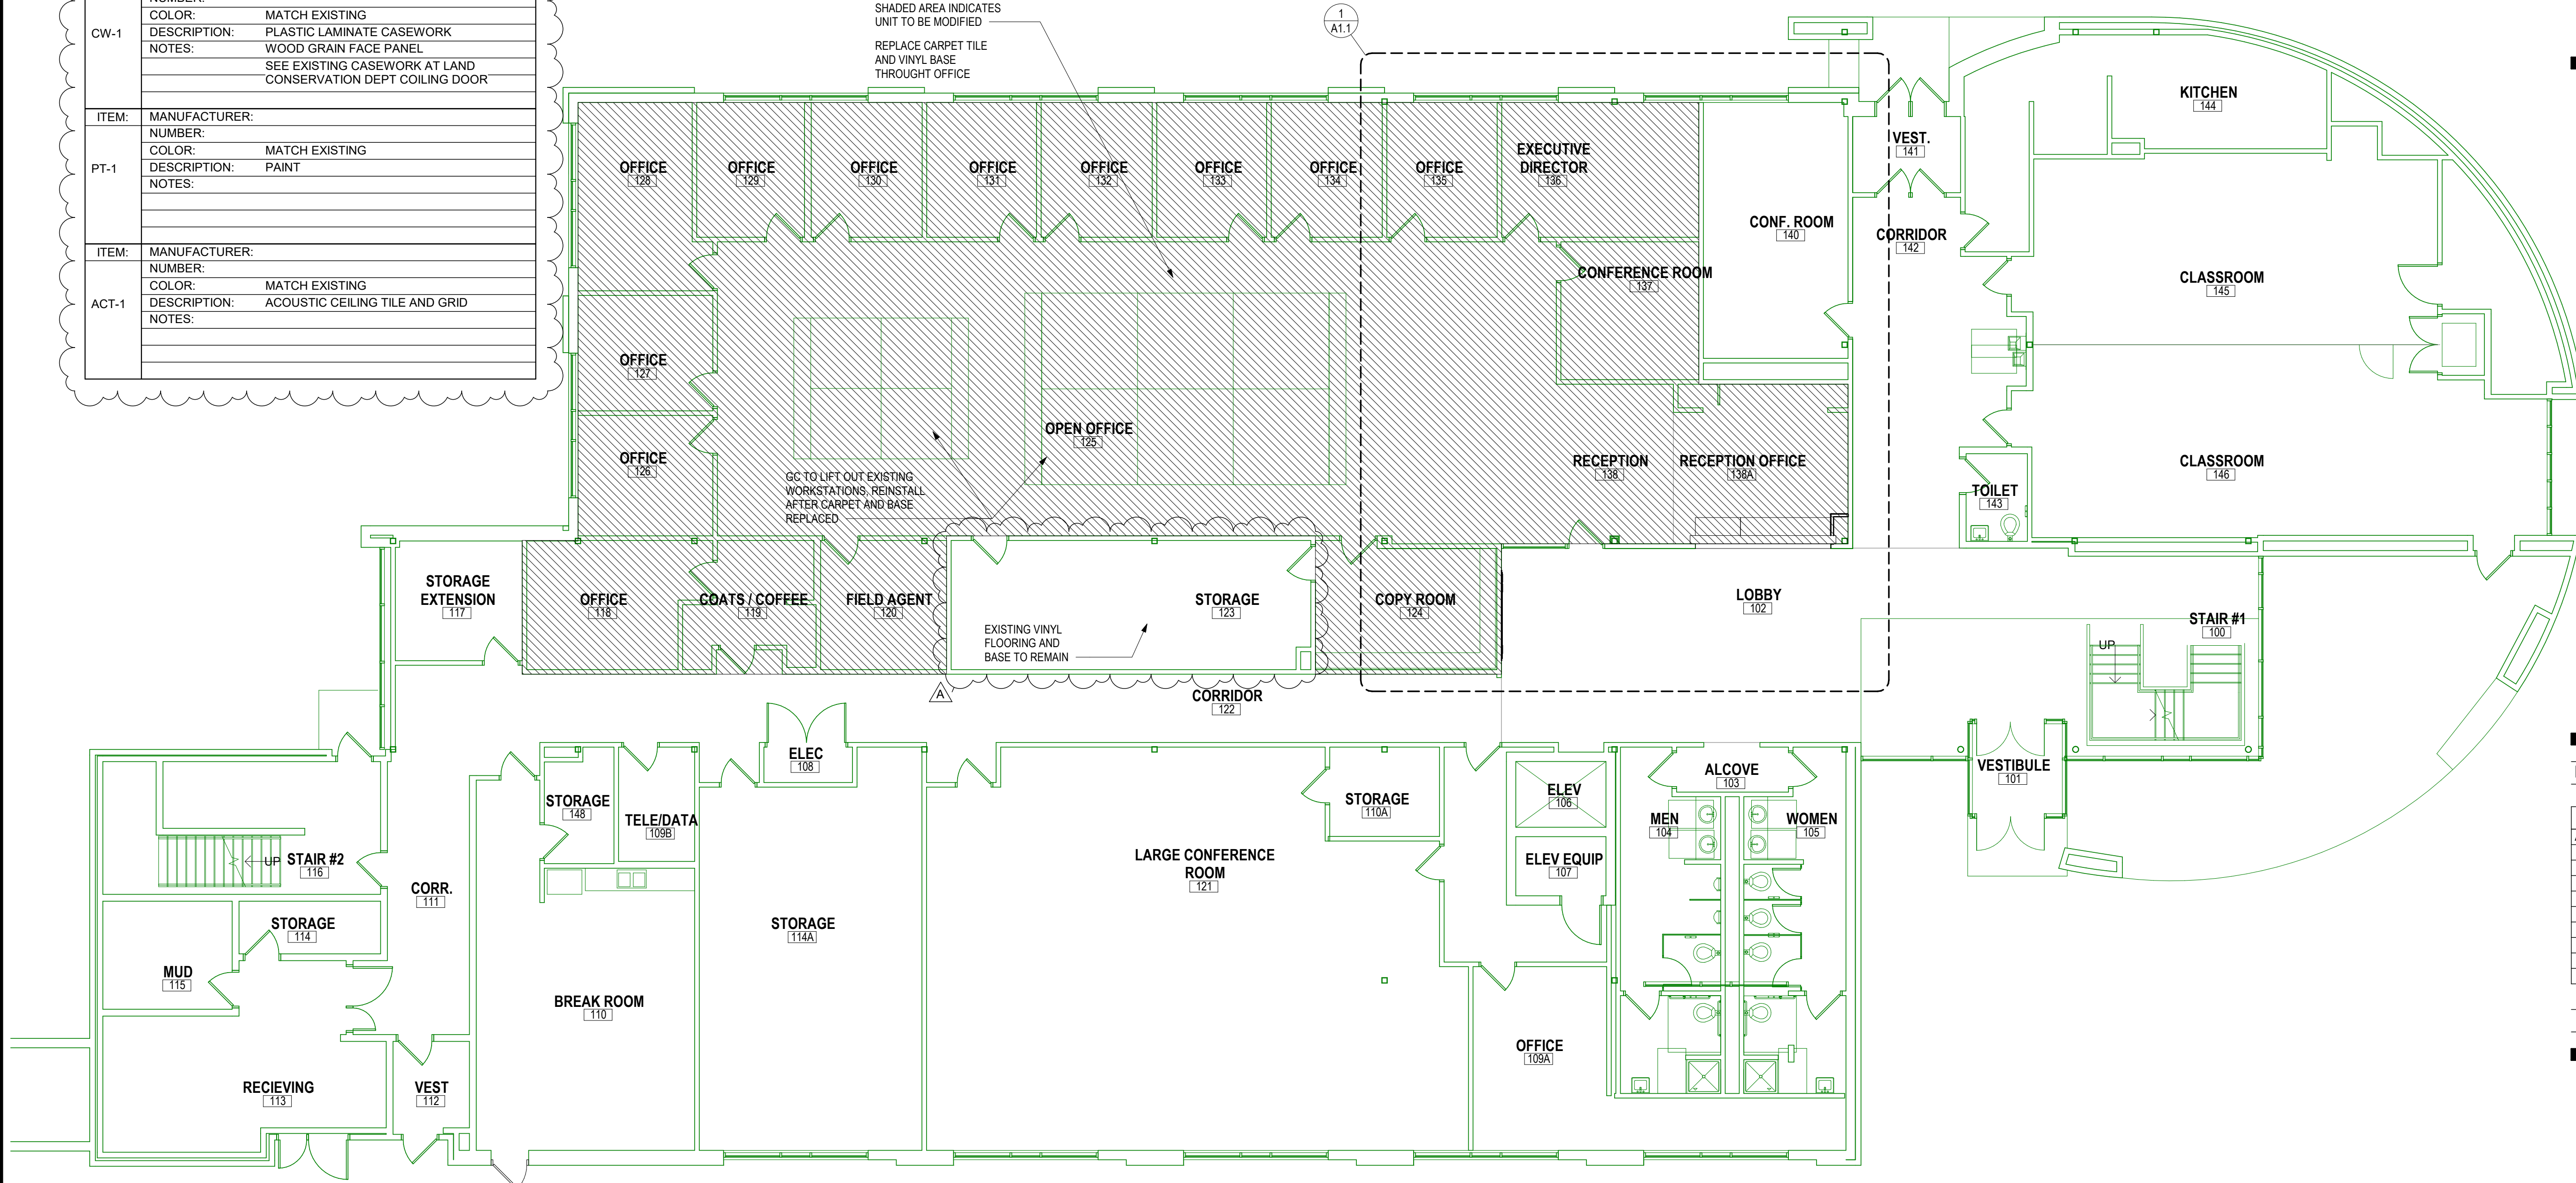 NUMBER:
COLOR: MATCH EXISTING
CW-1
DESCRIPTION: PLASTIC LAMINATE CASEWORK
NOTES: WOOD GRAIN FACE PANEL
SEE EXISTING CASEWORK AT LAND
CONSERVATION DEPT COILING DOOR
ITEM: MANUFACTURER:
NUMBER:
COLOR: MATCH EXISTING
PT-1
DESCRIPTION: PAINT
NOTES:
ITEM: MANUFACTURER:
NUMBER:
COLOR: MATCH EXISTING
ACT-1
DESCRIPTION: ACOUSTIC CEILING TILE AND GRID
NOTES:
SHADED AREA INDICATES
UNIT TO BE MODIFIED
REPLACE CARPET TILE
AND VINYL BASE
THROUGHT OFFICE
1
A1.1
KITCHEN
144
VEST.
141
OFFICE
128
OFFICE
129
OFFICE
130
OFFICE
131
OFFICE
132
OFFICE
133
OFFICE
134
OFFICE
135
EXECUTIVE
DIRECTOR
136
CONF. ROOM
140
CORRIDOR
142
CONFERENCE ROOM
137
CLASSROOM
145
OFFICE
127
OPEN OFFICE
125
OFFICE
126
RECEPTION
138
RECEPTION OFFICE
138A
CLASSROOM
146
GC TO LIFT OUT EXISTING
WORKSTATIONS, REINSTALL
AFTER CARPET AND BASE
REPLACED
TOILET
143
STORAGE
EXTENSION
117
OFFICE
118
COATS / COFFEE
119
FIELD AGENT
120
STORAGE
123
COPY ROOM
124
LOBBY
102
STAIR #1
100
UP
EXISTING VINYL
FLOORING AND
BASE TO REMAIN
A
CORRIDOR
122
ELEC
108
ALCOVE
103
VESTIBULE
101
STORAGE
148
TELE/DATA
109B
STORAGE
110A
ELEV
106
MEN
104
WOMEN
105
UP
STAIR #2
116
LARGE CONFERENCE
ROOM
121
ELEV EQUIP
107
CORR.
111
STORAGE
114
STORAGE
114A
MUD
115
BREAK ROOM
110
OFFICE
109A
RECIEVING
113
VEST
112